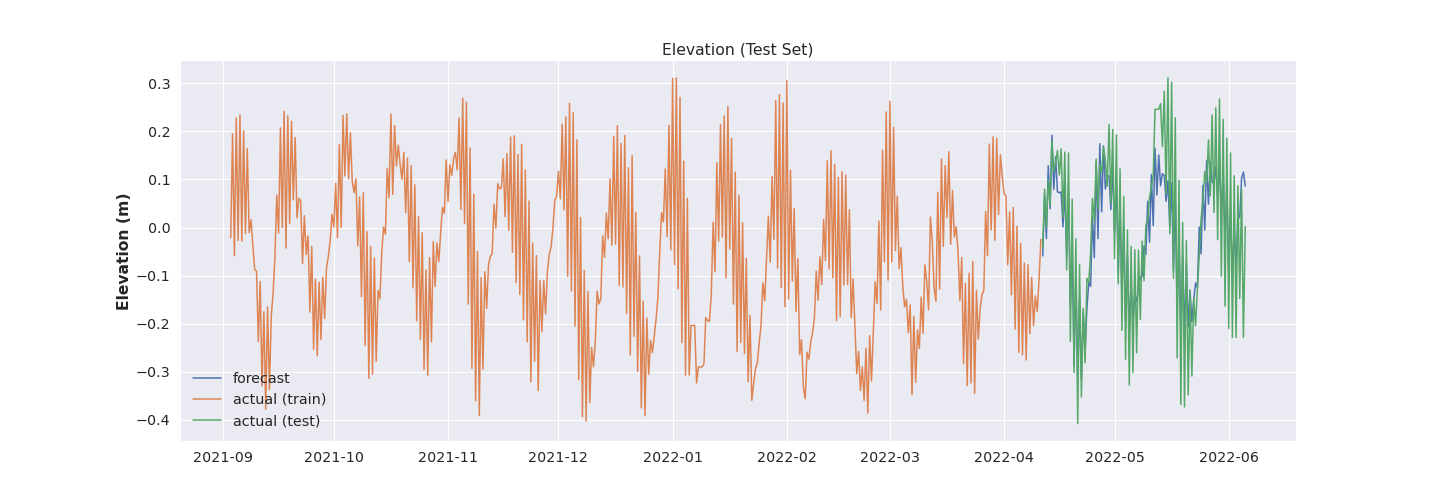 Elevation (Test Set)
Elevation (m)
0.3
0.2
0.1
0.0
−0.1
−0.2
−0.3
−0.4
forecast
actual (train)
actual (test)
2021-09 2021-10 2021-11 2021-12 2022-01 2022-02 2022-03 2022-04 2022-05 2022-06